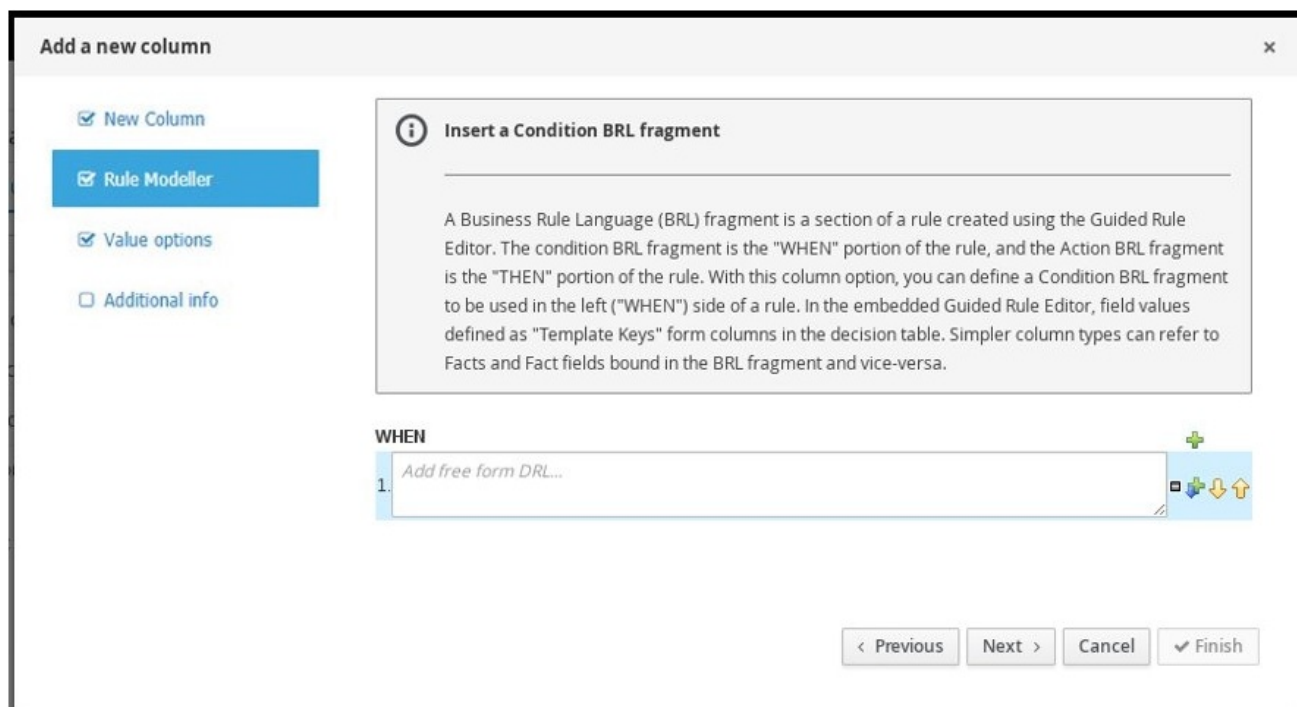 Add a new column
×
New Column
Rule Modeller
Value options
Additional info
Insert a Condition BRL fragment
A Business Rule Language (BRL) fragment is a section of a rule created using the Guided Rule
Editor. The condition BRL fragment is the "WHEN" portion of the rule, and the Action BRL fragment
is the "THEN" portion of the rule. With this column option, you can define a Condition BRL fragment
to be used in the left ("WHEN") side of a rule. In the embedded Guided Rule Editor, field values
defined as "Template Keys" form columns in the decision table. Simpler column types can refer to
Facts and Fact fields bound in the BRL fragment and vice-versa.
WHEN
1. Add free form DRL...
< Previous Next > Cancel Finish